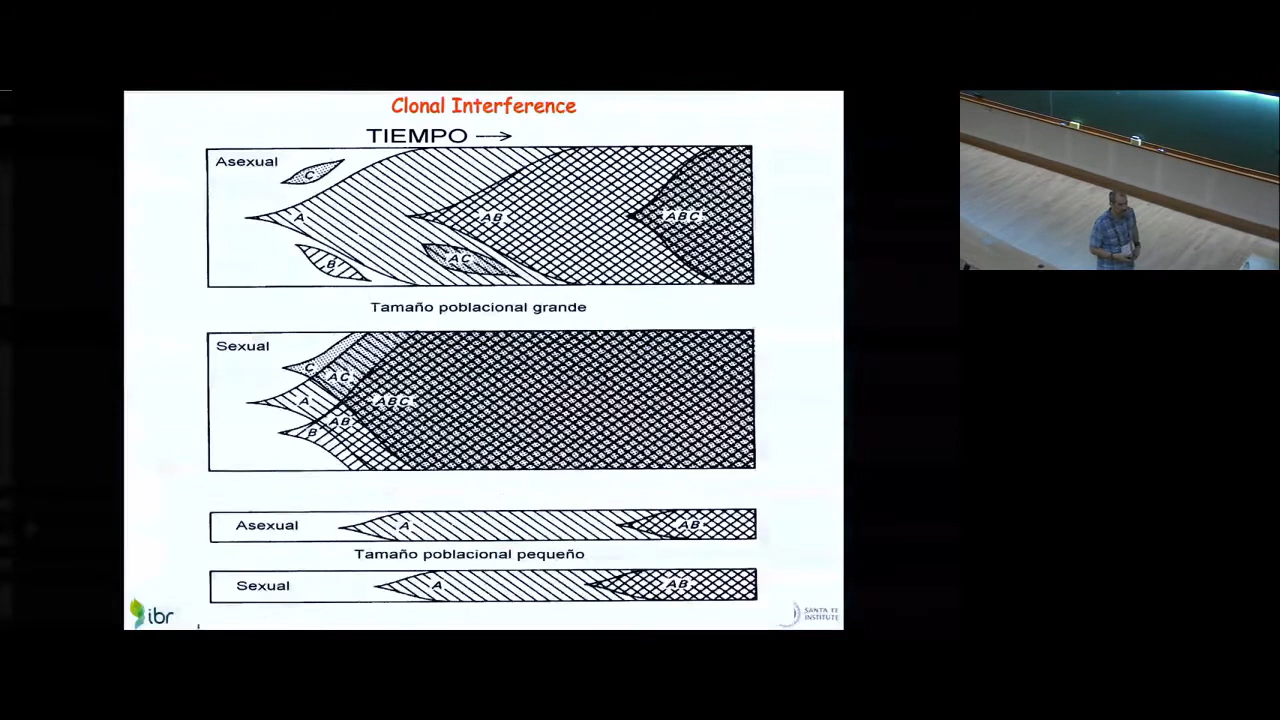 Clonal Interference
TIEMPO →
Asexual
C
A
AB
ABC
B
AC
Tamaño poblacional grande
Sexual
C
AC
A
ABC
AB
B
Asexual
A
AB
Tamaño poblacional pequeño
Sexual
A
AB
ibr
SANTA FE
INSTITUTE